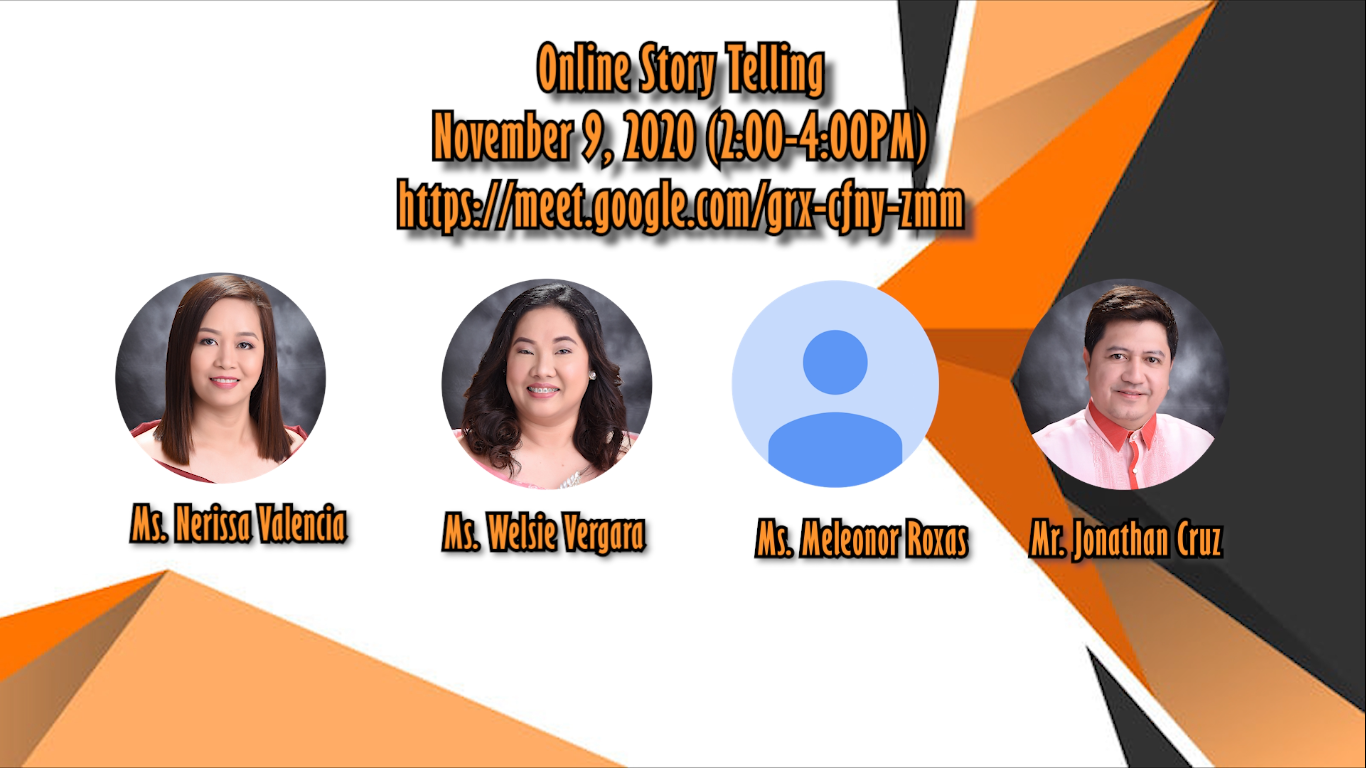 Online Story Telling
November 9, 2020 (2:00-4:00PM)
https://meet.google.com/grx-cfny-zmm
Ms. Nerissa Valencia
Ms. Welsie Vergara
Ms. Meleonor Roxas
Mr. Jonathan Cruz